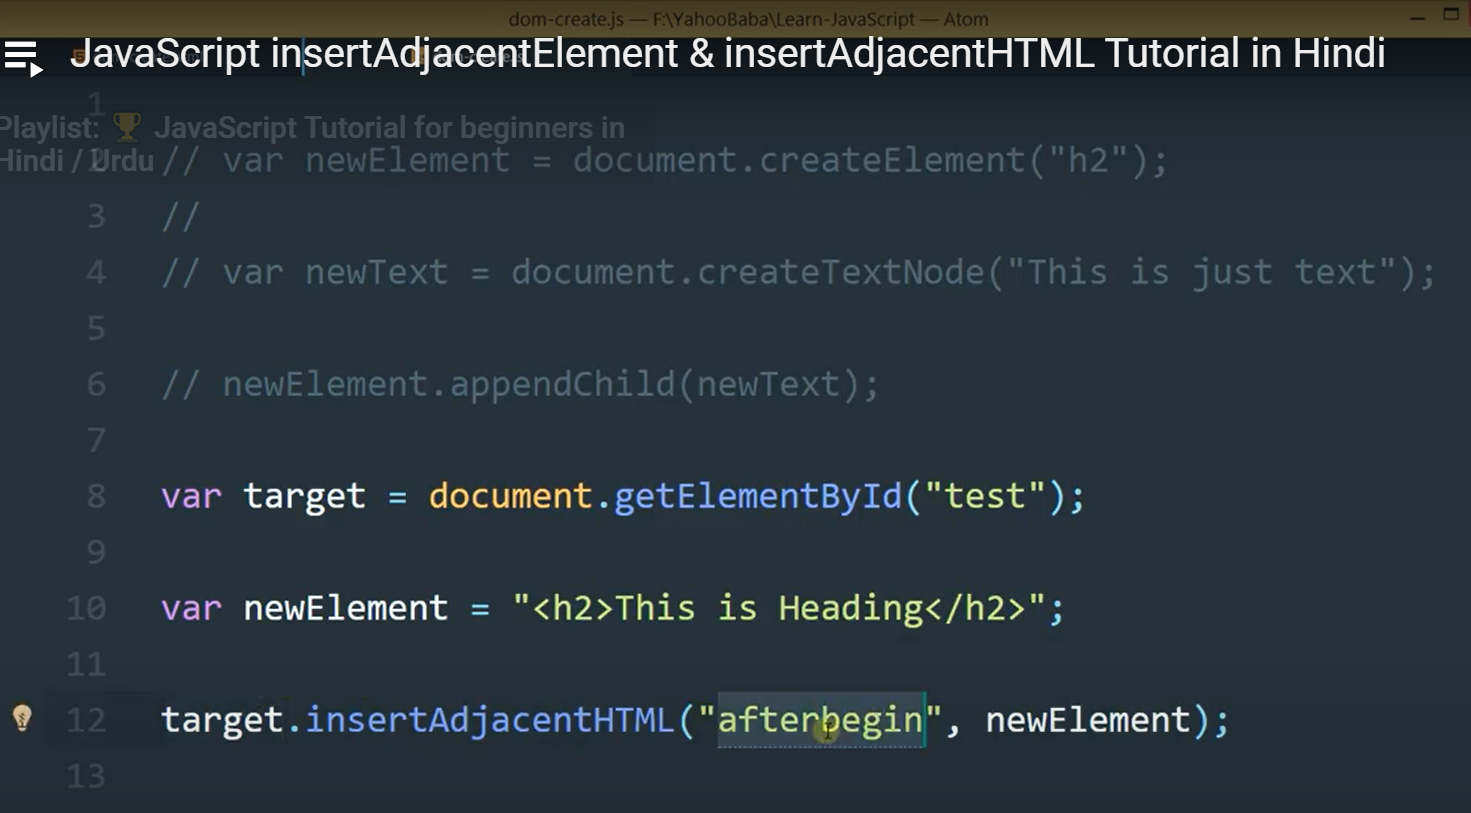 dom-create.js — F:\YahooBaba\Learn-JavaScript — Atom
JavaScript insertAdjacentElement & insertAdjacentHTML Tutorial in Hindi
Playlist: 🏆 JavaScript Tutorial for beginners in
Hindi / Urdu
1
2 // var newElement = document.createElement("h2");
3 //
4 // var newText = document.createTextNode("This is just text");
5
6 // newElement.appendChild(newText);
7
8 var target = document.getElementById("test");
9
10 var newElement = "<h2>This is Heading</h2>";
11
12 target.insertAdjacentHTML("afterbegin", newElement);
13